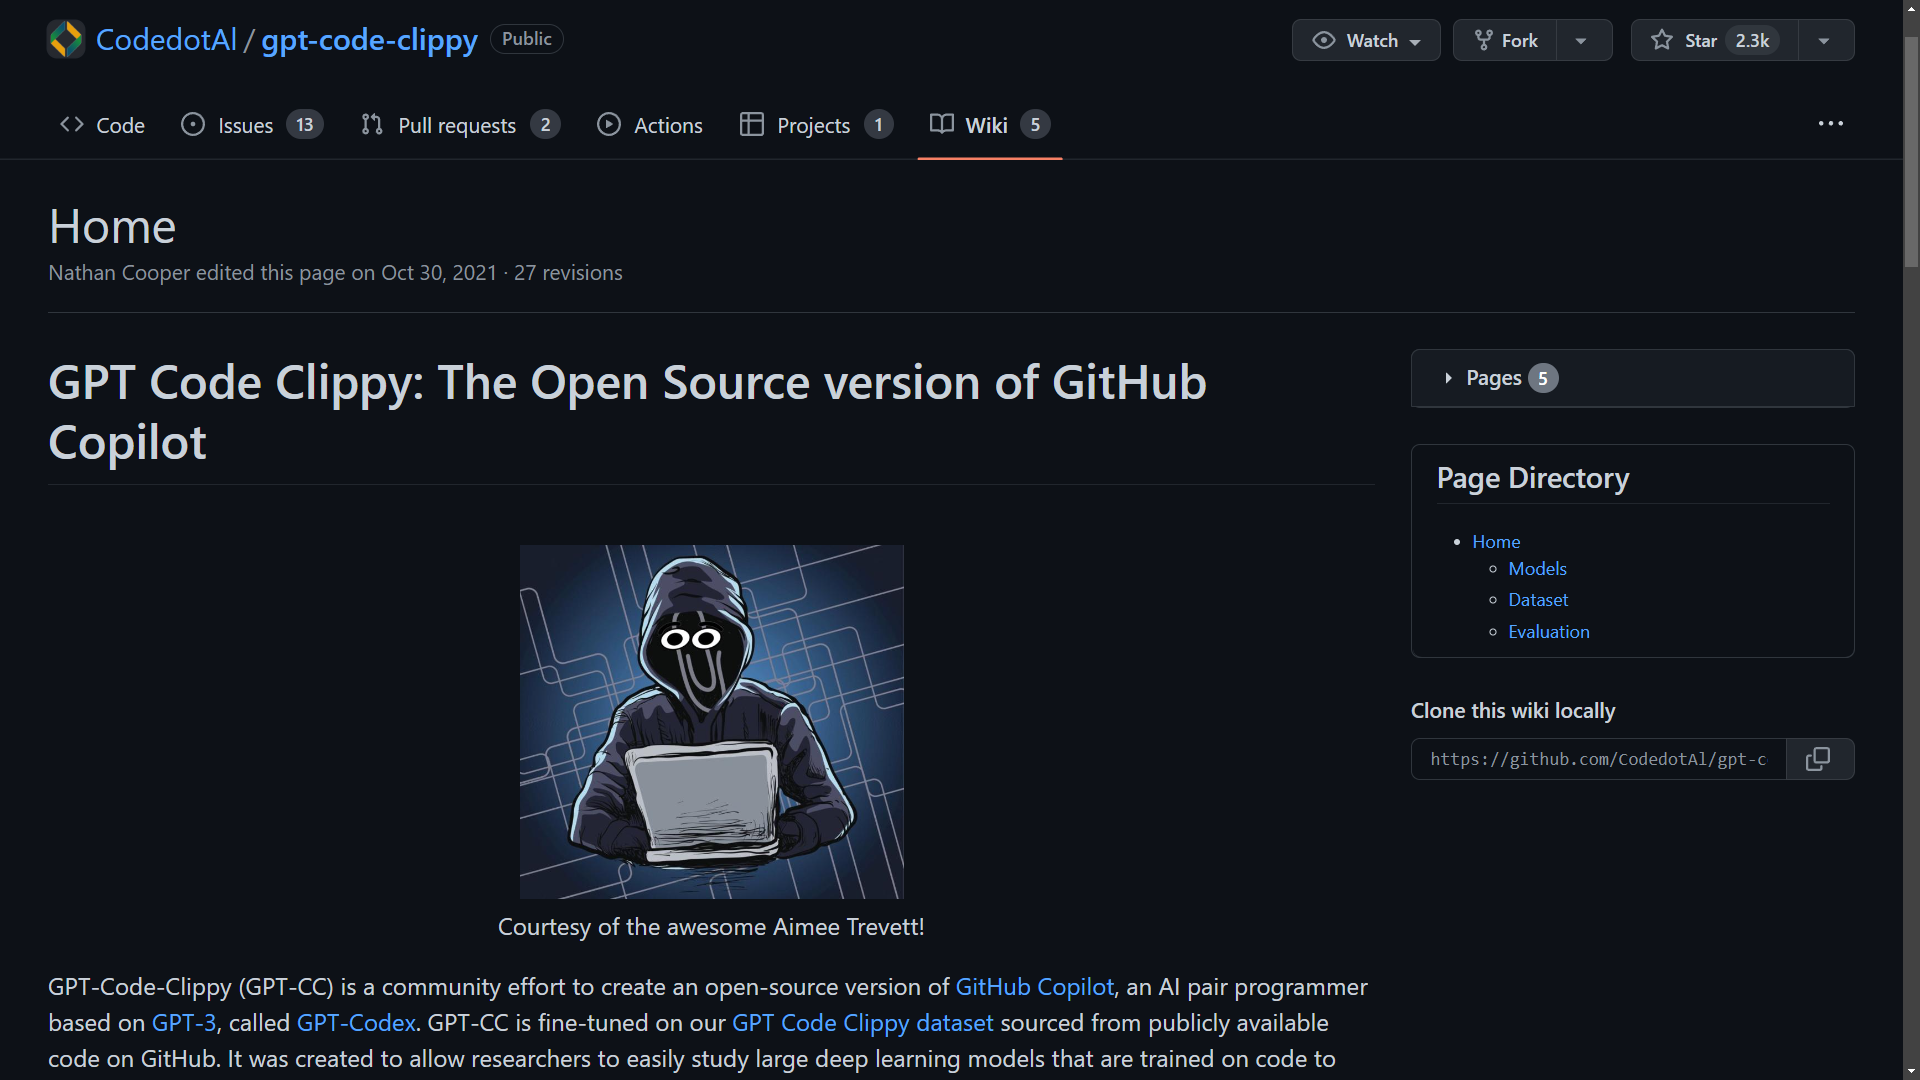 CodedotAl / gpt-code-clippy Public
Watch Fork Star 2.3k
Code Issues 13 Pull requests 2 Actions Projects 1 Wiki 5
Home
Nathan Cooper edited this page on Oct 30, 2021 · 27 revisions
GPT Code Clippy: The Open Source version of GitHub
Copilot
Courtesy of the awesome Aimee Trevett!
GPT-Code-Clippy (GPT-CC) is a community effort to create an open-source version of GitHub Copilot, an AI pair programmer
based on GPT-3, called GPT-Codex. GPT-CC is fine-tuned on our GPT Code Clippy dataset sourced from publicly available
code on GitHub. It was created to allow researchers to easily study large deep learning models that are trained on code to
Pages 5
Page Directory
Home
Models
Dataset
Evaluation
Clone this wiki locally
https://github.com/CodedotAl/gpt-c